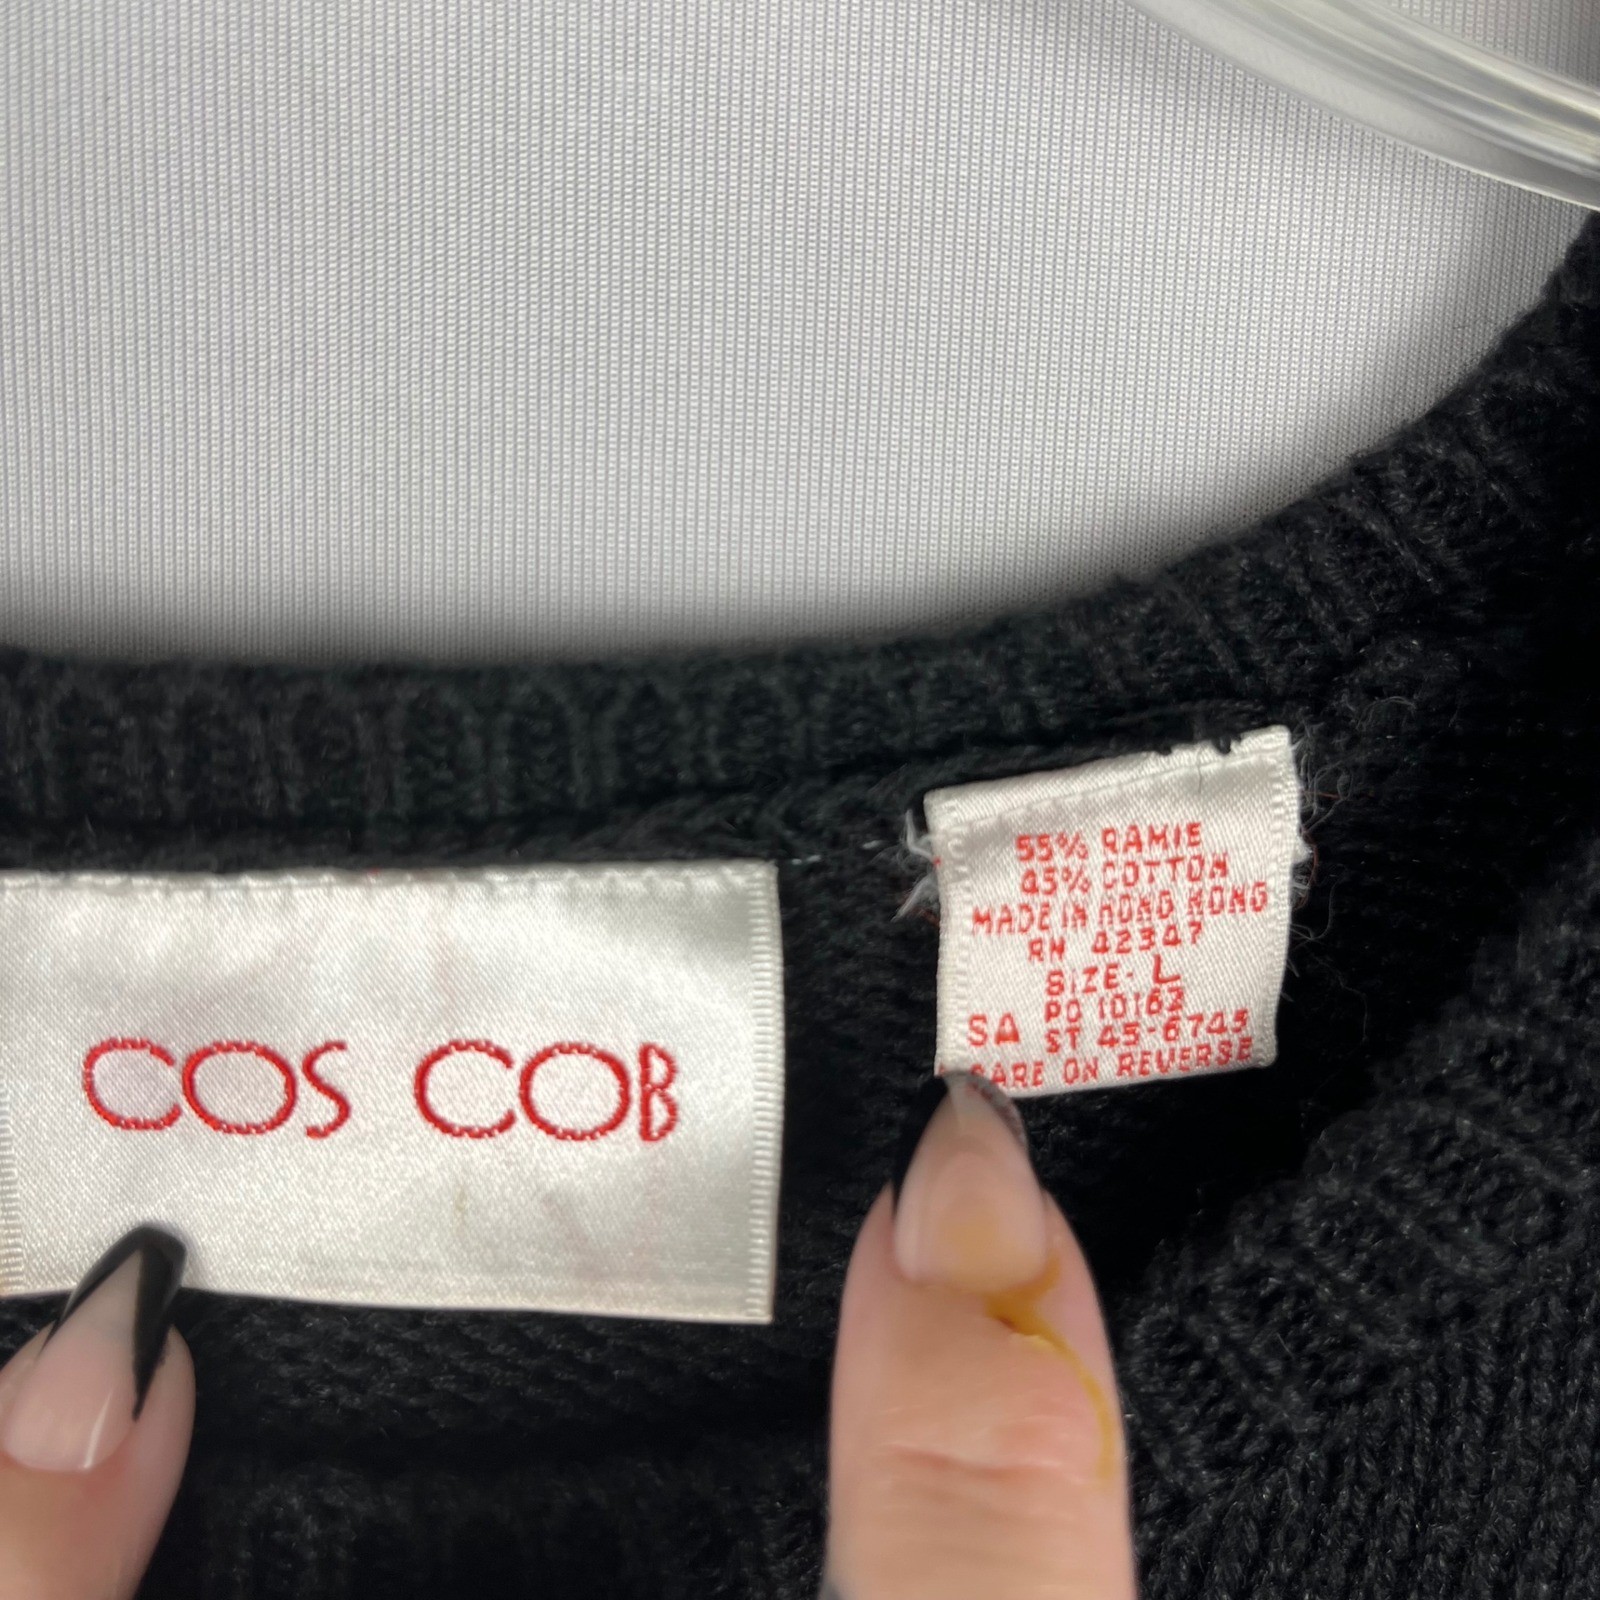 COS COB
55% RAMIE
45% COTTON
MADE IN HONG KONG
RN 42347
SIZE- L
PO 10162
SA ST 45-6745
CARE ON REVERSE